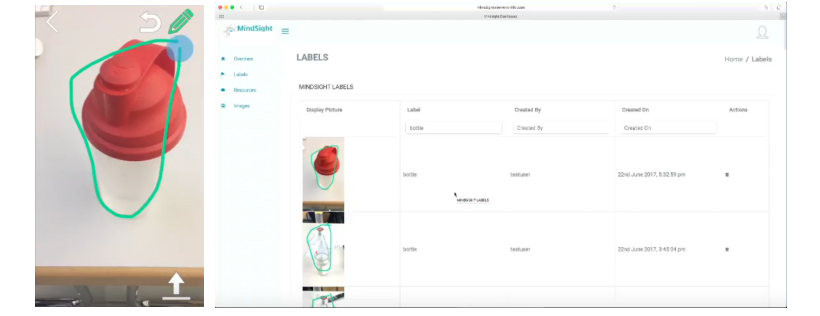 MindSight Dashboard
MindSight
Overview
Labels
Resources
Images
LABELS
Home / Labels
MINDSIGHT LABELS
Display Picture Label Created By Created On Actions
bottle Created By Created On
bottle testuser 22nd June 2017, 5:32:59 pm
MINDSIGHT LABELS
bottle testuser 22nd June 2017, 3:45:04 pm